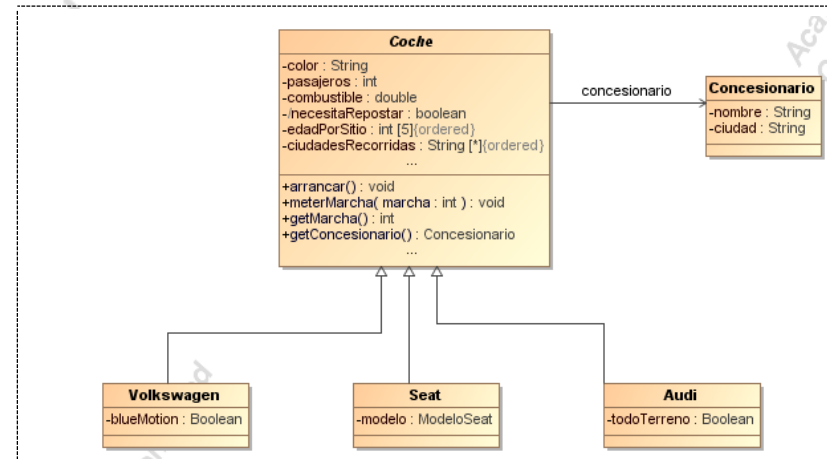 Coche
-color : String
-pasajeros : int
-combustible : double
-/necesitaRepostar : boolean
-edadPorSitio : int [5]{ordered}
-ciudadesRecorridas : String [*]{ordered}
...
+arrancar() : void
+meterMarcha( marcha : int ) : void
+getMarcha() : int
+getConcesionario() : Concesionario
...
concesionario
Concesionario
-nombre : String
-ciudad : String
Volkswagen
-blueMotion : Boolean
Seat
-modelo : ModeloSeat
Audi
-todoTerreno : Boolean